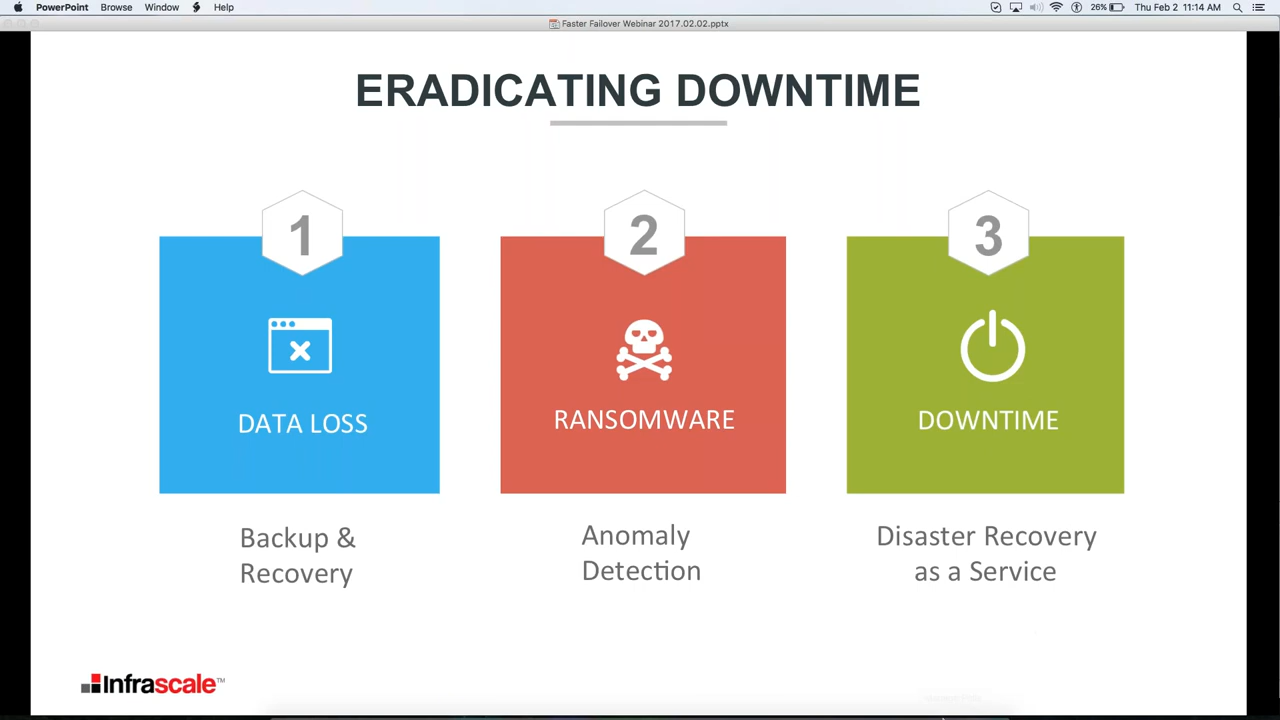 PowerPoint Browse Window Help 26% Thu Feb 2 11:14 AM
Faster Failover Webinar 2017.02.02.pptx
ERADICATING DOWNTIME
1
2
3
DATA LOSS
RANSOMWARE
DOWNTIME
Backup &
Recovery
Anomaly
Detection
Disaster Recovery
as a Service
Infrascale™